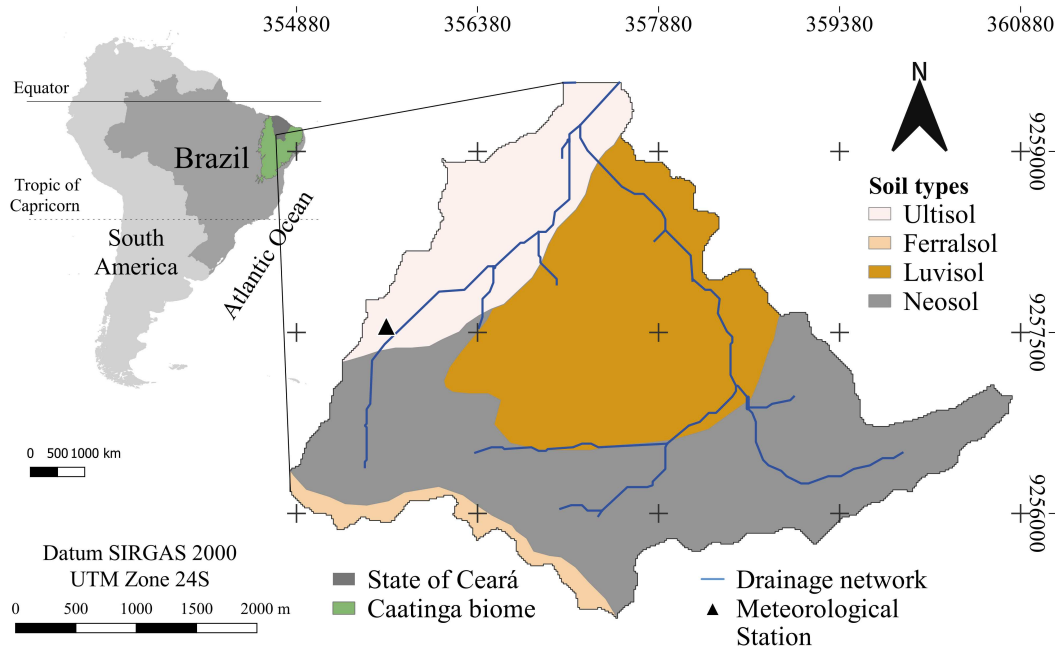 354880 356380 357880 359380 360880
N
Equator
Brazil
Tropic of
Capricorn
South
America
Atlantic Ocean
9259000
9257500
9256000
Soil types
Ultisol
Ferralsol
Luvisol
Neosol
0 500 1000 km
Datum SIRGAS 2000
UTM Zone 24S
0 500 1000 1500 2000 m
State of Ceará
Caatinga biome
Drainage network
Meteorological
Station